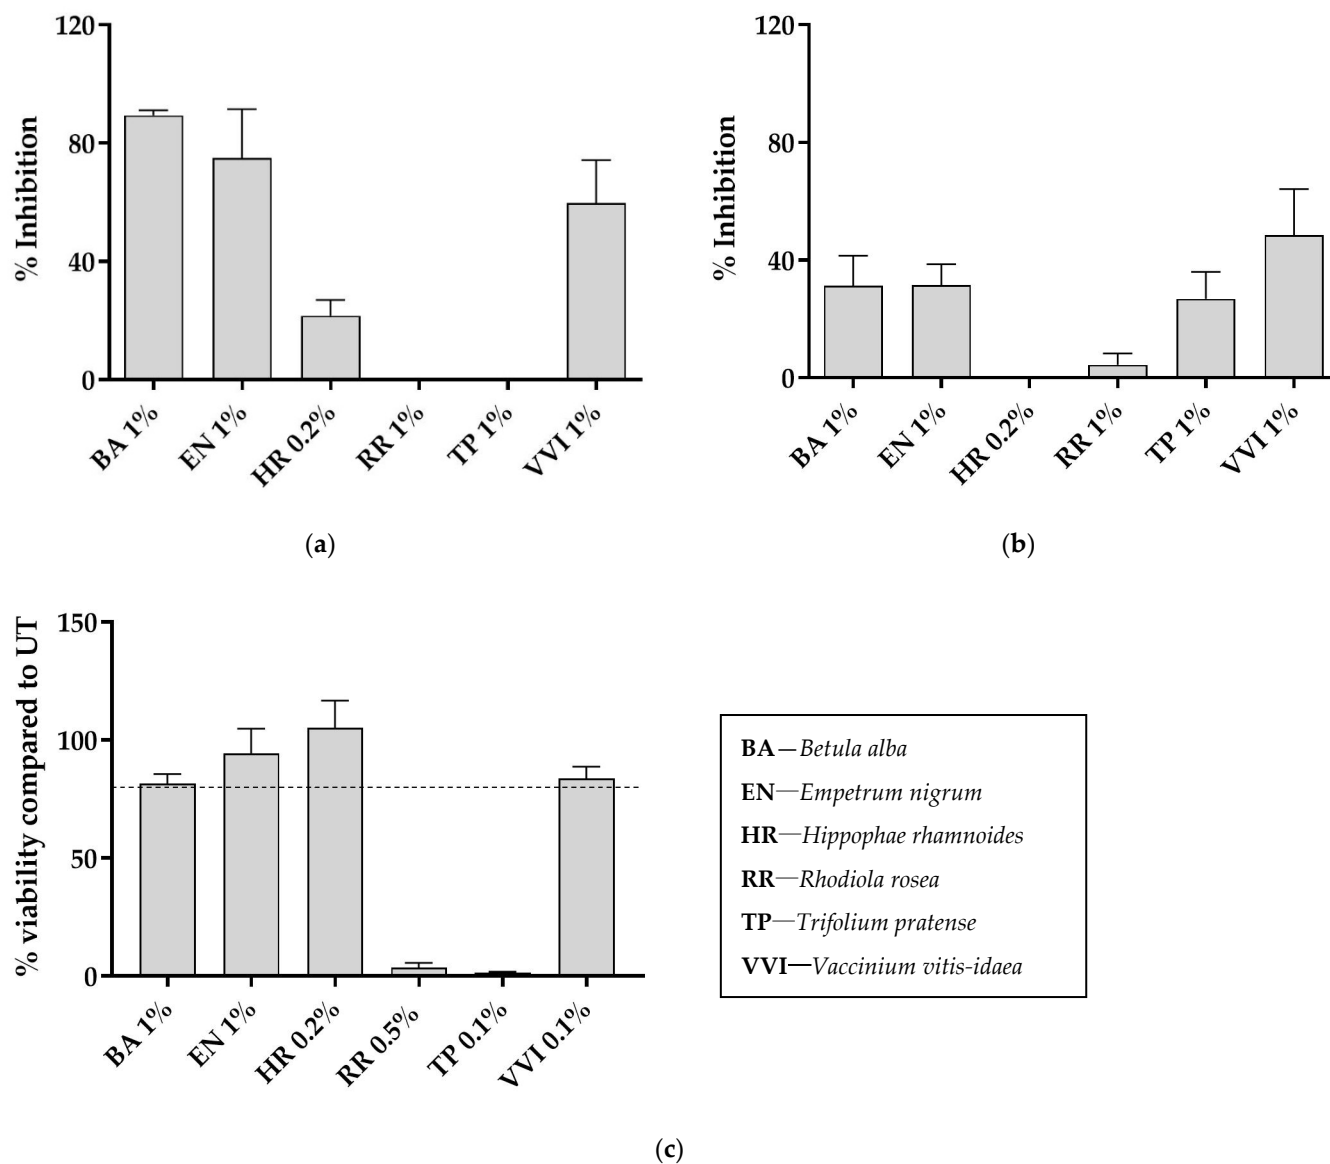 % Inhibition
120
80
40
0
BA 1%
EN 1%
HR 0.2%
RR 1%
TP 1%
VVI 1%
(a)
% Inhibition
120
80
40
0
BA 1%
EN 1%
HR 0.2%
RR 1%
TP 1%
VVI 1%
(b)
% viability compared to UT
150
100
50
0
BA 1%
EN 1%
HR 0.2%
RR 0.5%
TP 0.1%
VVI 0.1%
(c)
BA—Betula alba
EN—Empetrum nigrum
HR—Hippophae rhamnoides
RR—Rhodiola rosea
TP—Trifolium pratense
VVI—Vaccinium vitis-idaea